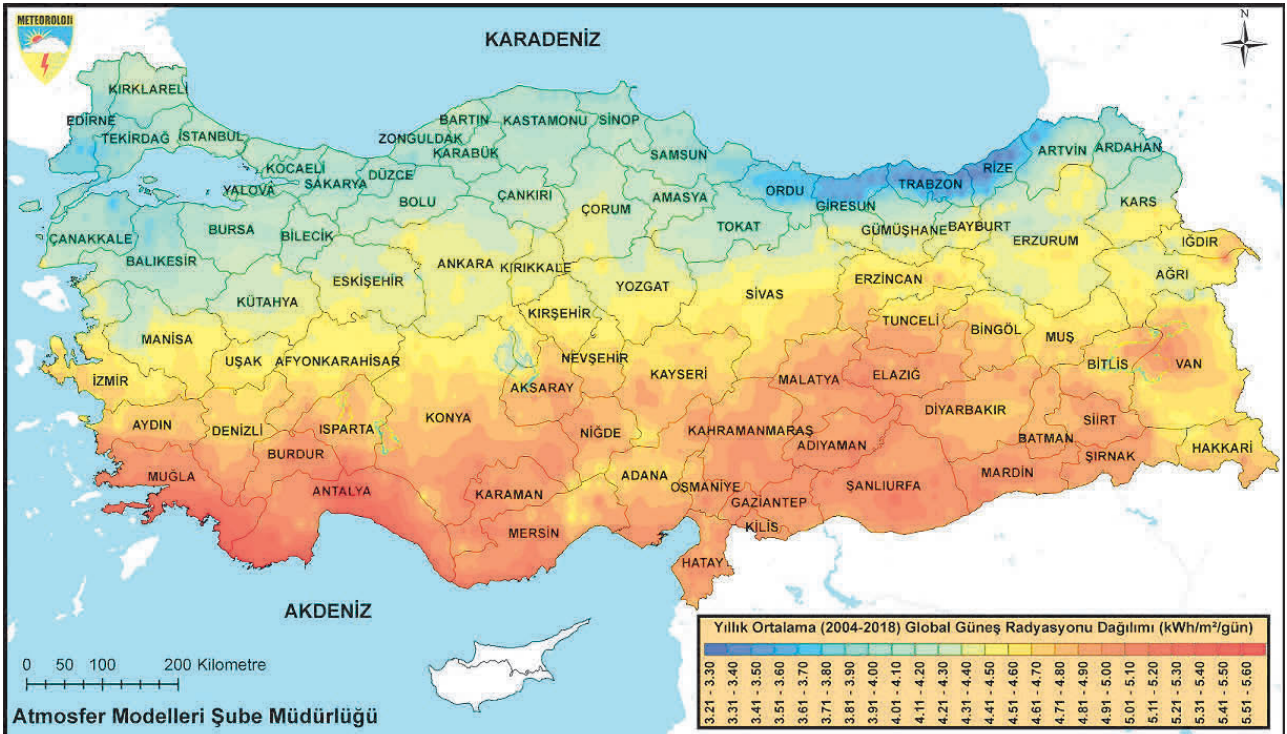 METEOROLOJİ
KARADENİZ
N
KIRKLARELİ
EDİRNE
TEKİRDAĞ
İSTANBUL
KOCAELİ
YALOVA
SAKARYA
DÜZCE
ZONGULDAK
BARTIN
KARABÜK
KASTAMONU
SİNOP
SAMSUN
ORDU
GİRESUN
TRABZON
RİZE
ARTVİN
ARDAHAN
KARS
ÇANAKKALE
BALIKESİR
BURSA
BİLECİK
BOLU
ÇANKIRI
ÇORUM
AMASYA
TOKAT
GÜMÜŞHANE
BAYBURT
ERZURUM
IĞDIR
AĞRI
KÜTAHYA
ESKİŞEHİR
ANKARA
KIRIKKALE
YOZGAT
SİVAS
ERZİNCAN
TUNCELİ
BİNGÖL
MUŞ
BİTLİS
VAN
MANİSA
UŞAK
AFYONKARAHİSAR
KIRŞEHİR
NEVŞEHİR
KAYSERİ
MALATYA
ELAZIĞ
İZMİR
AKSARAY
AYDIN
DENİZLİ
ISPARTA
KONYA
NİĞDE
KAHRAMANMARAŞ
ADIYAMAN
DİYARBAKIR
BATMAN
SİİRT
ŞIRNAK
HAKKARİ
MUĞLA
BURDUR
ANTALYA
KARAMAN
MERSİN
ADANA
OSMANİYE
GAZİANTEP
KİLİS
ŞANLIURFA
MARDİN
HATAY
AKDENİZ
0 50 100 200 Kilometre
Atmosfer Modelleri Şube Müdürlüğü
Yıllık Ortalama (2004-2018) Global Güneş Radyasyonu Dağılımı (kWh/m²/gün)
3.21 - 3.30
3.31 - 3.40
3.41 - 3.50
3.51 - 3.60
3.61 - 3.70
3.71 - 3.80
3.81 - 3.90
3.91 - 4.00
4.01 - 4.10
4.11 - 4.20
4.21 - 4.30
4.31 - 4.40
4.41 - 4.50
4.51 - 4.60
4.61 - 4.70
4.71 - 4.80
4.81 - 4.90
4.91 - 5.00
5.01 - 5.10
5.11 - 5.20
5.21 - 5.30
5.31 - 5.40
5.41 - 5.50
5.51 - 5.60